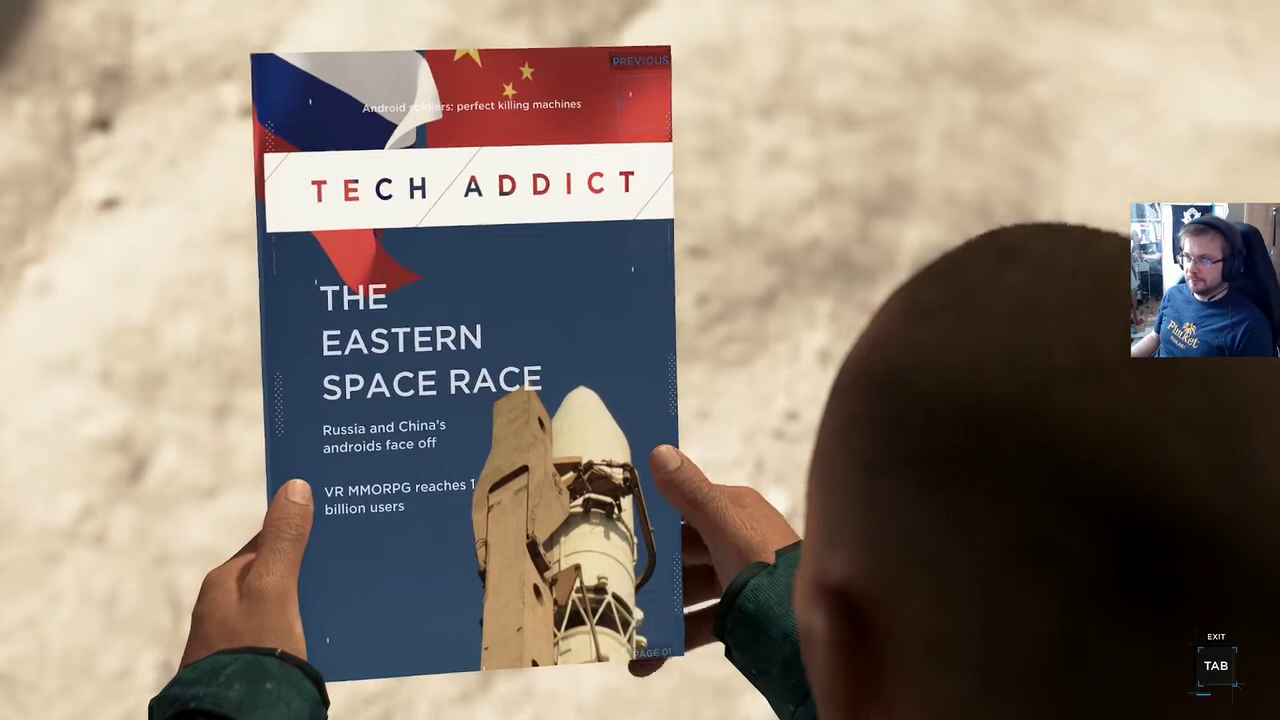 PREVIOUS
Android soldiers: perfect killing machines
TECH ADDICT
THE
EASTERN
SPACE RACE
Russia and China's
androids face off
VR MMORPG reaches 1
billion users
PAGE 01
EXIT
TAB
Phuket